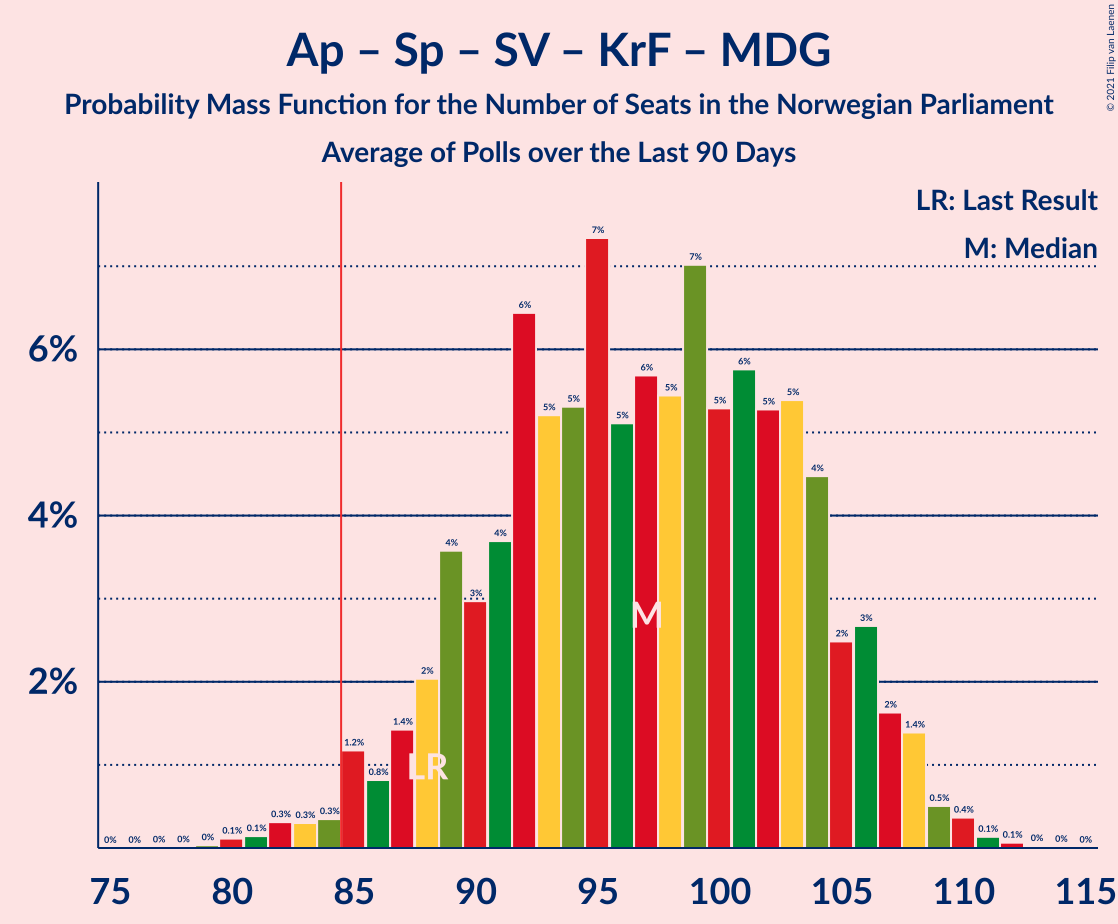 Ap – Sp – SV – KrF – MDG
Probability Mass Function for the Number of Seats in the Norwegian Parliament
Average of Polls over the Last 90 Days
© 2021 Filip van Laenen
LR: Last Result
M: Median
6%
4%
2%
0% 0% 0% 0% 0% 0.1% 0.1% 0.3% 0.3% 0.3% 1.2% 0.8% 1.4% 2% 4% 3% 4% 6% 5% 5% 7% 5% 6% 5% 7% 5% 6% 5% 5% 4% 2% 3% 2% 1.4% 0.5% 0.4% 0.1% 0.1% 0% 0% 0%
M
LR
75 80 85 90 95 100 105 110 115